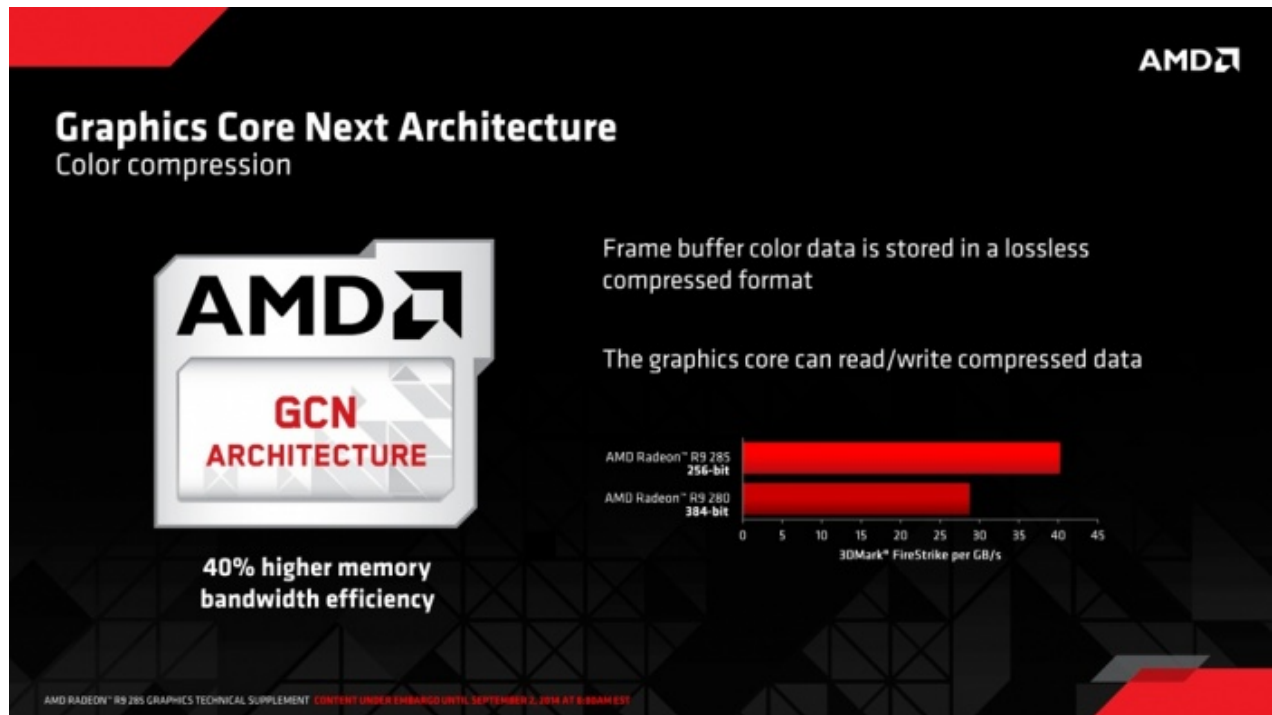 AMD
Graphics Core Next Architecture
Color compression
AMD
GCN
ARCHITECTURE
40% higher memory
bandwidth efficiency
Frame buffer color data is stored in a lossless
compressed format
The graphics core can read/write compressed data
AMD Radeon™ R9 285
256-bit
AMD Radeon™ R9 280
384-bit
0 5 10 15 20 25 30 35 40 45
3DMark® FireStrike per GB/s
AMD RADEON™ R9 285 GRAPHICS TECHNICAL SUPPLEMENT CONTENT UNDER EMBARGO UNTIL SEPTEMBER 2, 2014 AT 8:00AM EST